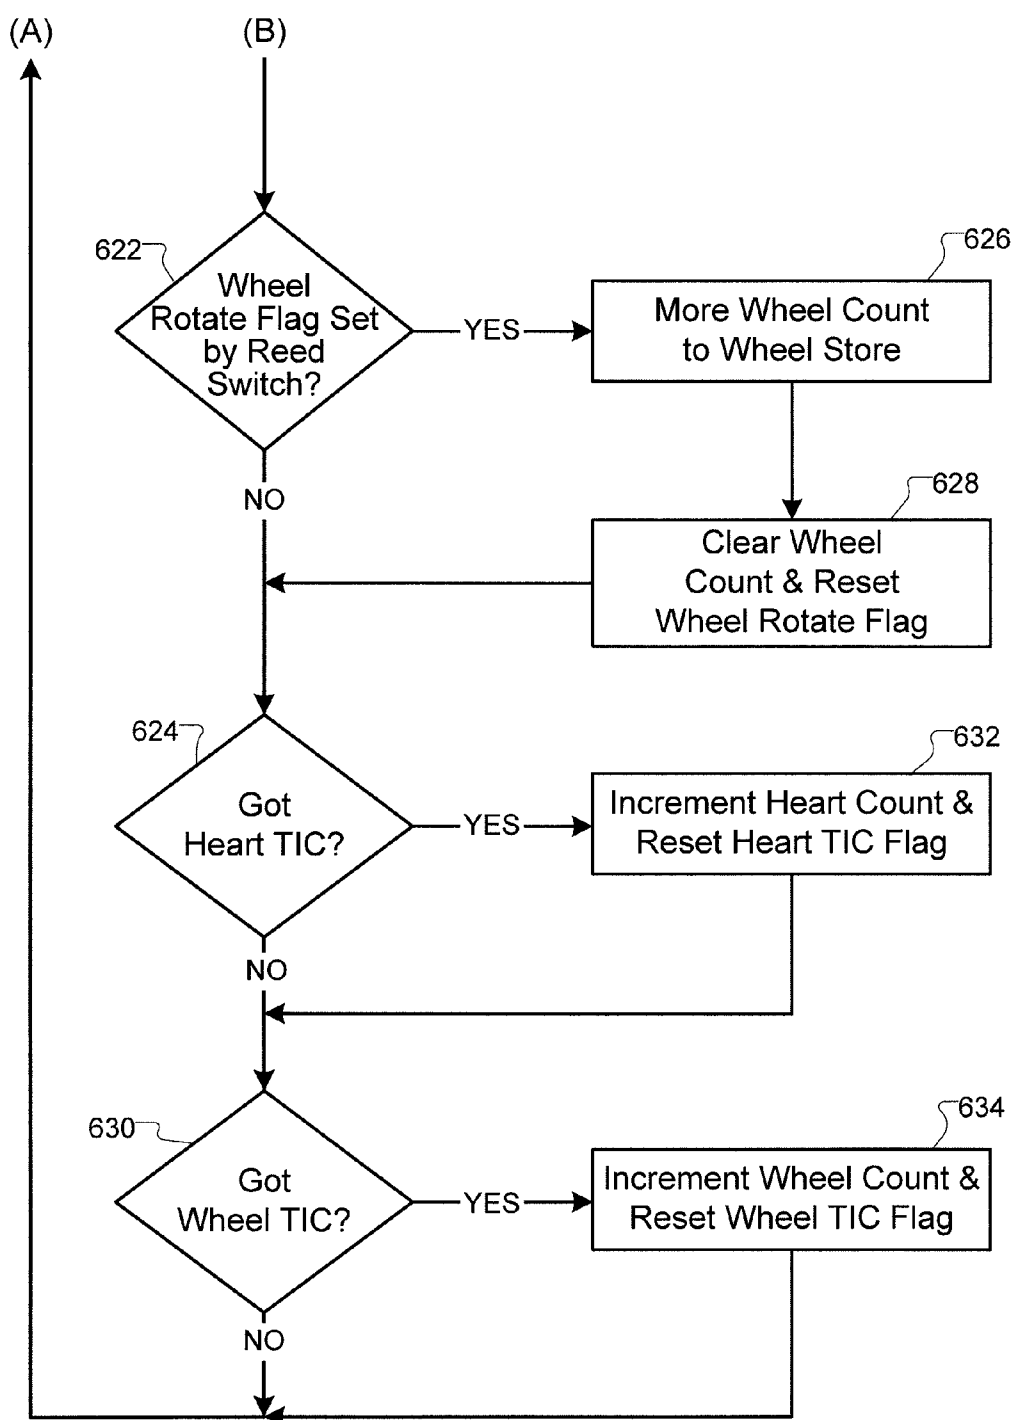 (A)
(B)
622
Wheel
Rotate Flag Set
by Reed
Switch?
YES
626
More Wheel Count
to Wheel Store
NO
628
Clear Wheel
Count & Reset
Wheel Rotate Flag
624
Got
Heart TIC?
YES
632
Increment Heart Count &
Reset Heart TIC Flag
NO
630
Got
Wheel TIC?
YES
634
Increment Wheel Count &
Reset Wheel TIC Flag
NO